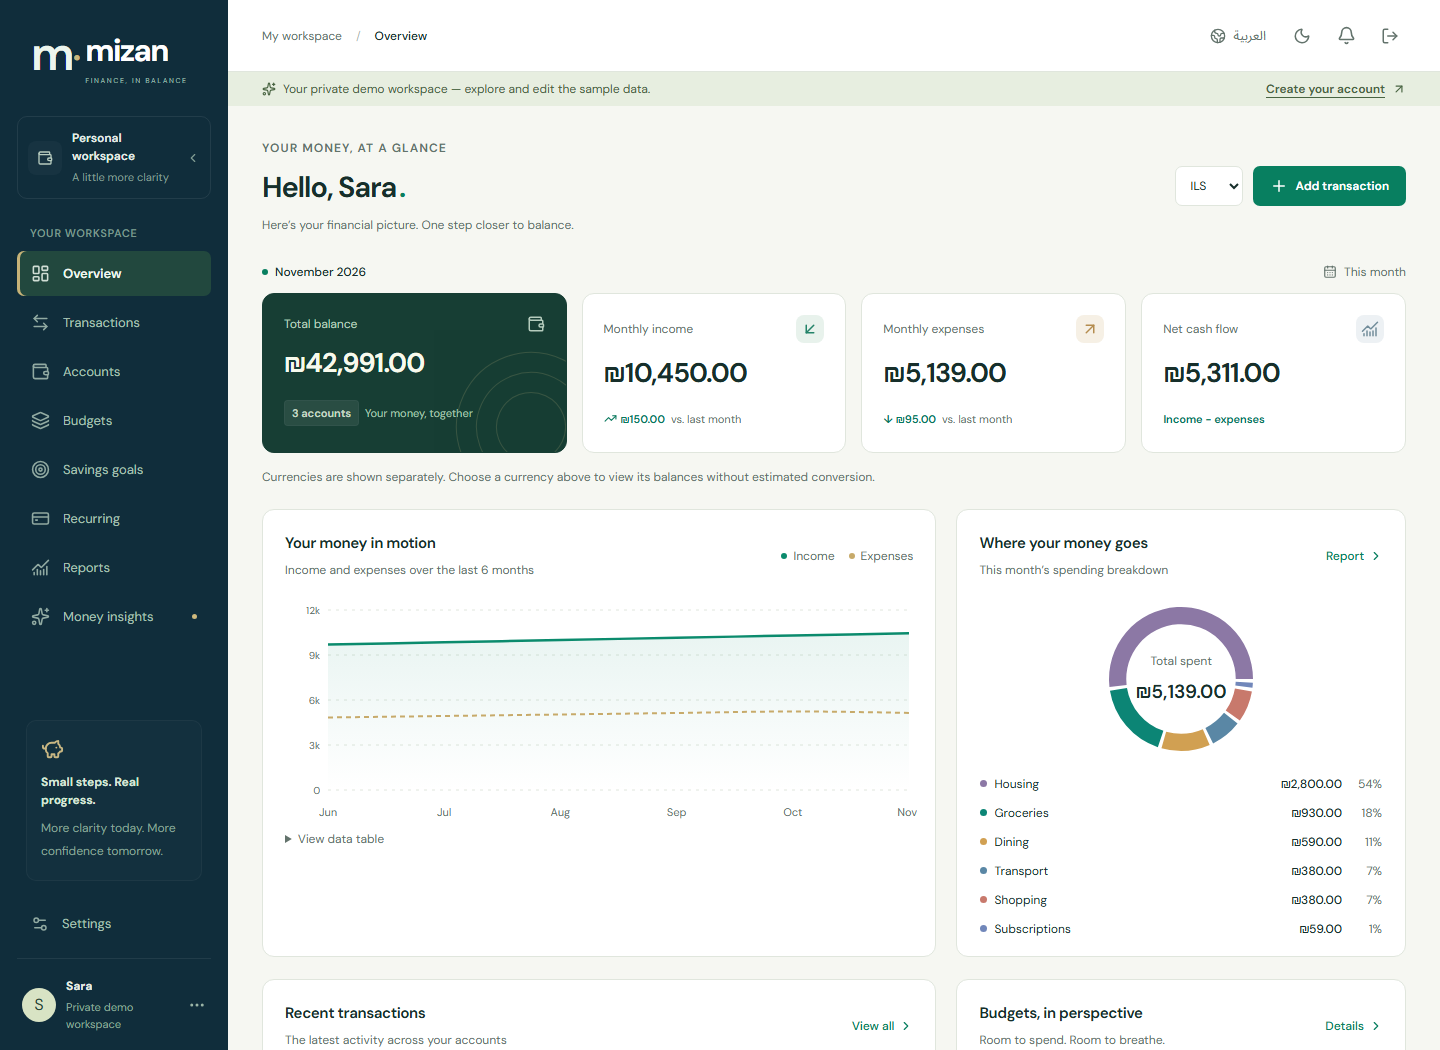 m.mizan
FINANCE, IN BALANCE
Personal workspace
A little more clarity
YOUR WORKSPACE
Overview
Transactions
Accounts
Budgets
Savings goals
Recurring
Reports
Money insights
Small steps. Real
progress.
More clarity today. More
confidence tomorrow.
Settings
S
Sara
Private demo
workspace
My workspace / Overview
العربية
Your private demo workspace — explore and edit the sample data.
Create your account
YOUR MONEY, AT A GLANCE
Hello, Sara.
Here's your financial picture. One step closer to balance.
ILS
Add transaction
November 2026
This month
Total balance
₪42,991.00
3 accounts Your money, together
Monthly income
₪10,450.00
₪150.00 vs. last month
Monthly expenses
₪5,139.00
₪95.00 vs. last month
Net cash flow
₪5,311.00
Income − expenses
Currencies are shown separately. Choose a currency above to view its balances without estimated conversion.
Your money in motion
Income and expenses over the last 6 months
Income Expenses
12k
9k
6k
3k
0
Jun Jul Aug Sep Oct Nov
View data table
Where your money goes
This month's spending breakdown
Report
Total spent
₪5,139.00
Housing ₪2,800.00 54%
Groceries ₪930.00 18%
Dining ₪590.00 11%
Transport ₪380.00 7%
Shopping ₪380.00 7%
Subscriptions ₪59.00 1%
Recent transactions
The latest activity across your accounts
View all
Budgets, in perspective
Room to spend. Room to breathe.
Details